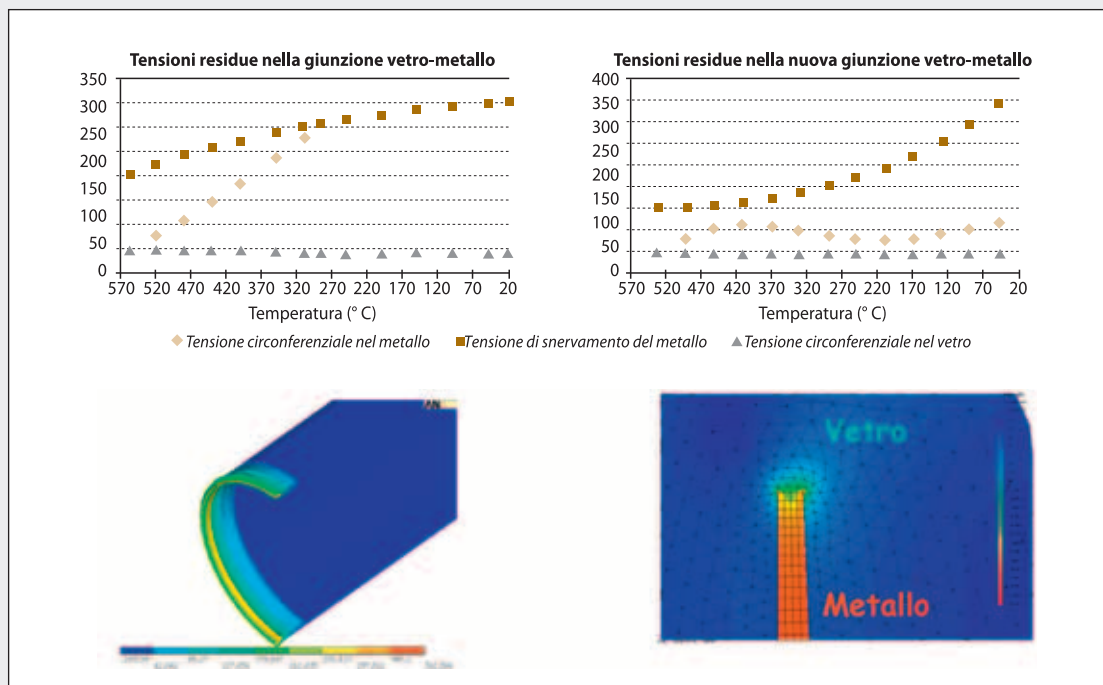 Tensioni residue nella giunzione vetro-metallo
350
300
250
200
150
100
50
0
570 520 470 420 370 320 270 220 170 120 70 20
Temperatura (° C)
Tensioni residue nella nuova giunzione vetro-metallo
400
350
300
250
200
150
100
50
0
570 520 470 420 370 320 270 220 170 120 70 20
Temperatura (° C)
Tensione circonferenziale nel metallo Tensione di snervamento del metallo Tensione circonferenziale nel vetro
AN
Vetro
Metallo